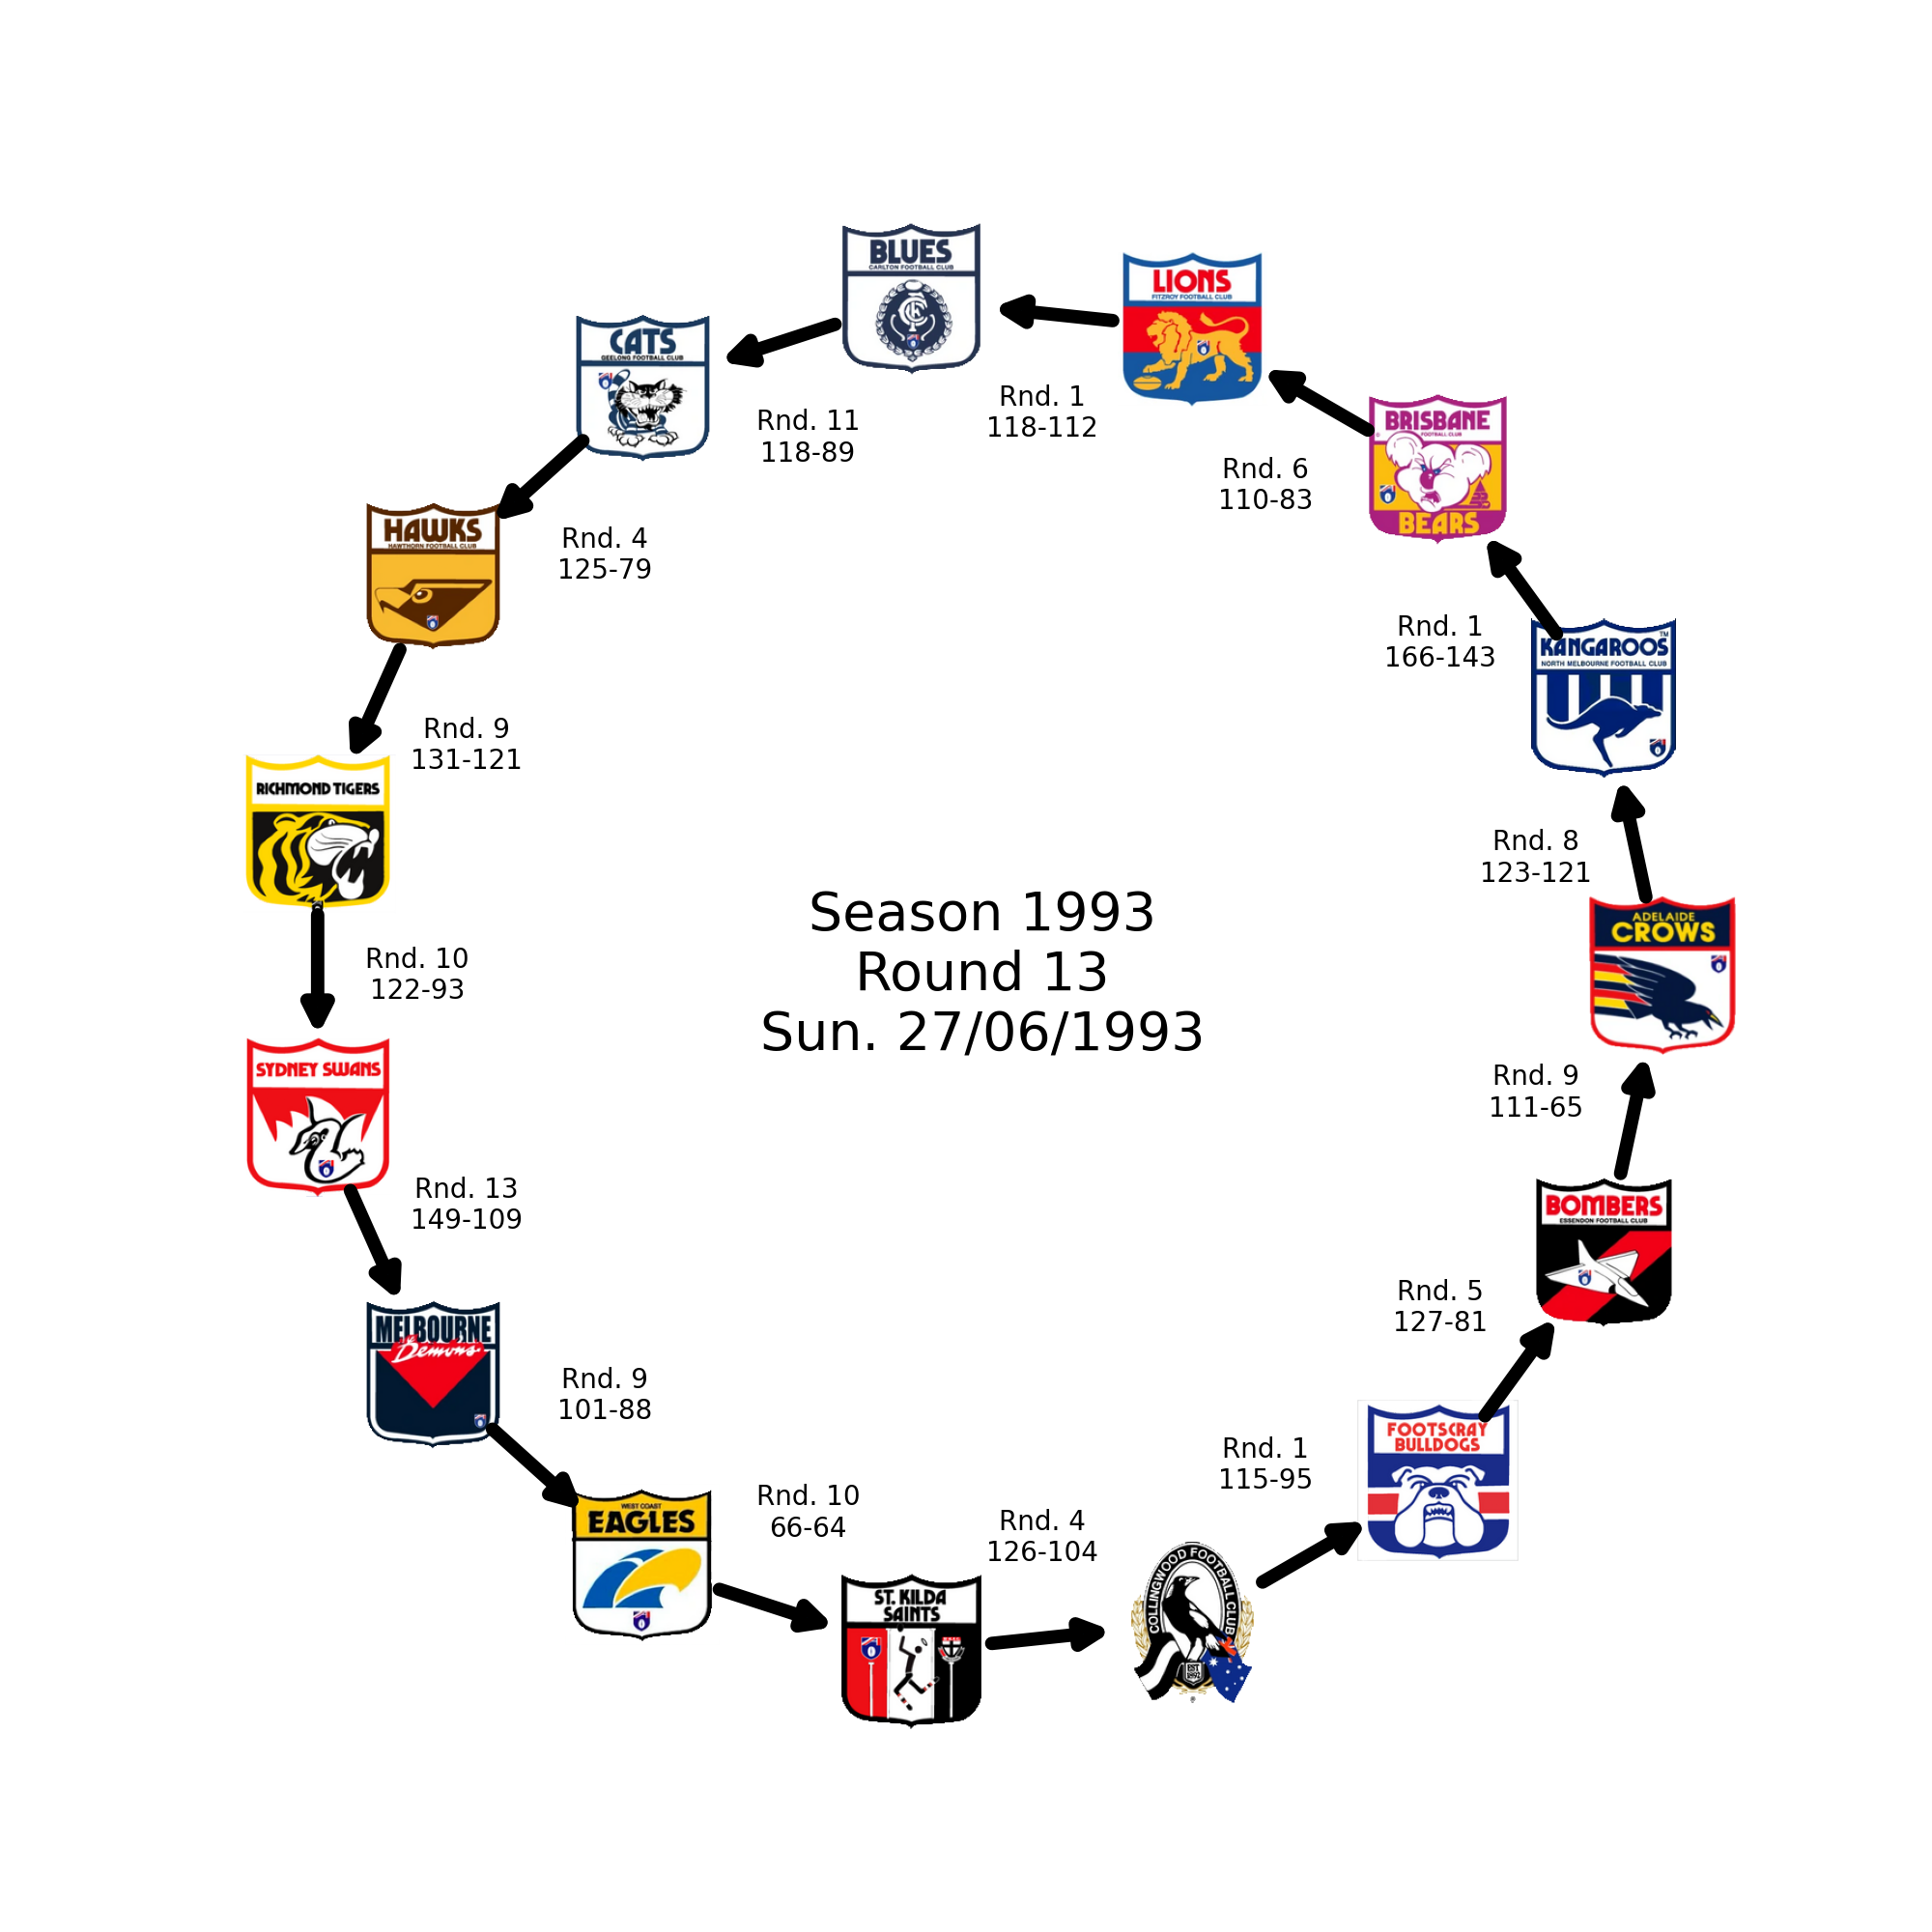 BLUES
CARLTON FOOTBALL CLUB
CFC
LIONS
FITZROY FOOTBALL CLUB
CATS
GEELONG FOOTBALL CLUB
Rnd. 1
118-112
Rnd. 11
118-89
BRISBANE
FOOTBALL CLUB
BEARS
Rnd. 6
110-83
HAWKS
HAWTHORN FOOTBALL CLUB
Rnd. 4
125-79
Rnd. 1
166-143
KANGAROOS
TM
NORTH MELBOURNE FOOTBALL CLUB
Rnd. 9
131-121
RICHMOND TIGERS
Rnd. 8
123-121
ADELAIDE
CROWS
Season 1993
Round 13
Sun. 27/06/1993
Rnd. 10
122-93
SYDNEY SWANS
Rnd. 9
111-65
Rnd. 13
149-109
BOMBERS
ESSENDON FOOTBALL CLUB
Rnd. 5
127-81
MELBOURNE
Demons
Rnd. 9
101-88
FOOTSCRAY
BULLDOGS
Rnd. 1
115-95
WEST COAST
EAGLES
Rnd. 10
66-64
Rnd. 4
126-104
ST. KILDA
SAINTS
COLLINGWOOD FOOTBALL CLUB
EST
1892
®